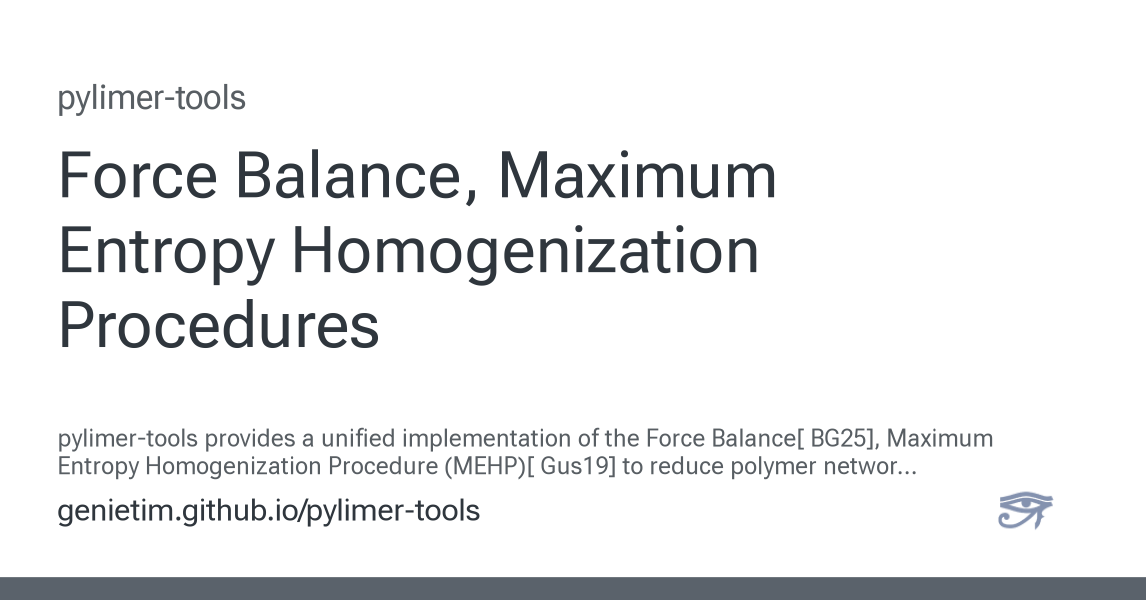 pylimer-tools
Force Balance, Maximum
Entropy Homogenization
Procedures
pylimer-tools provides a unified implementation of the Force Balance[ BG25], Maximum
Entropy Homogenization Procedure (MEHP)[ Gus19] to reduce polymer networ...
genietim.github.io/pylimer-tools